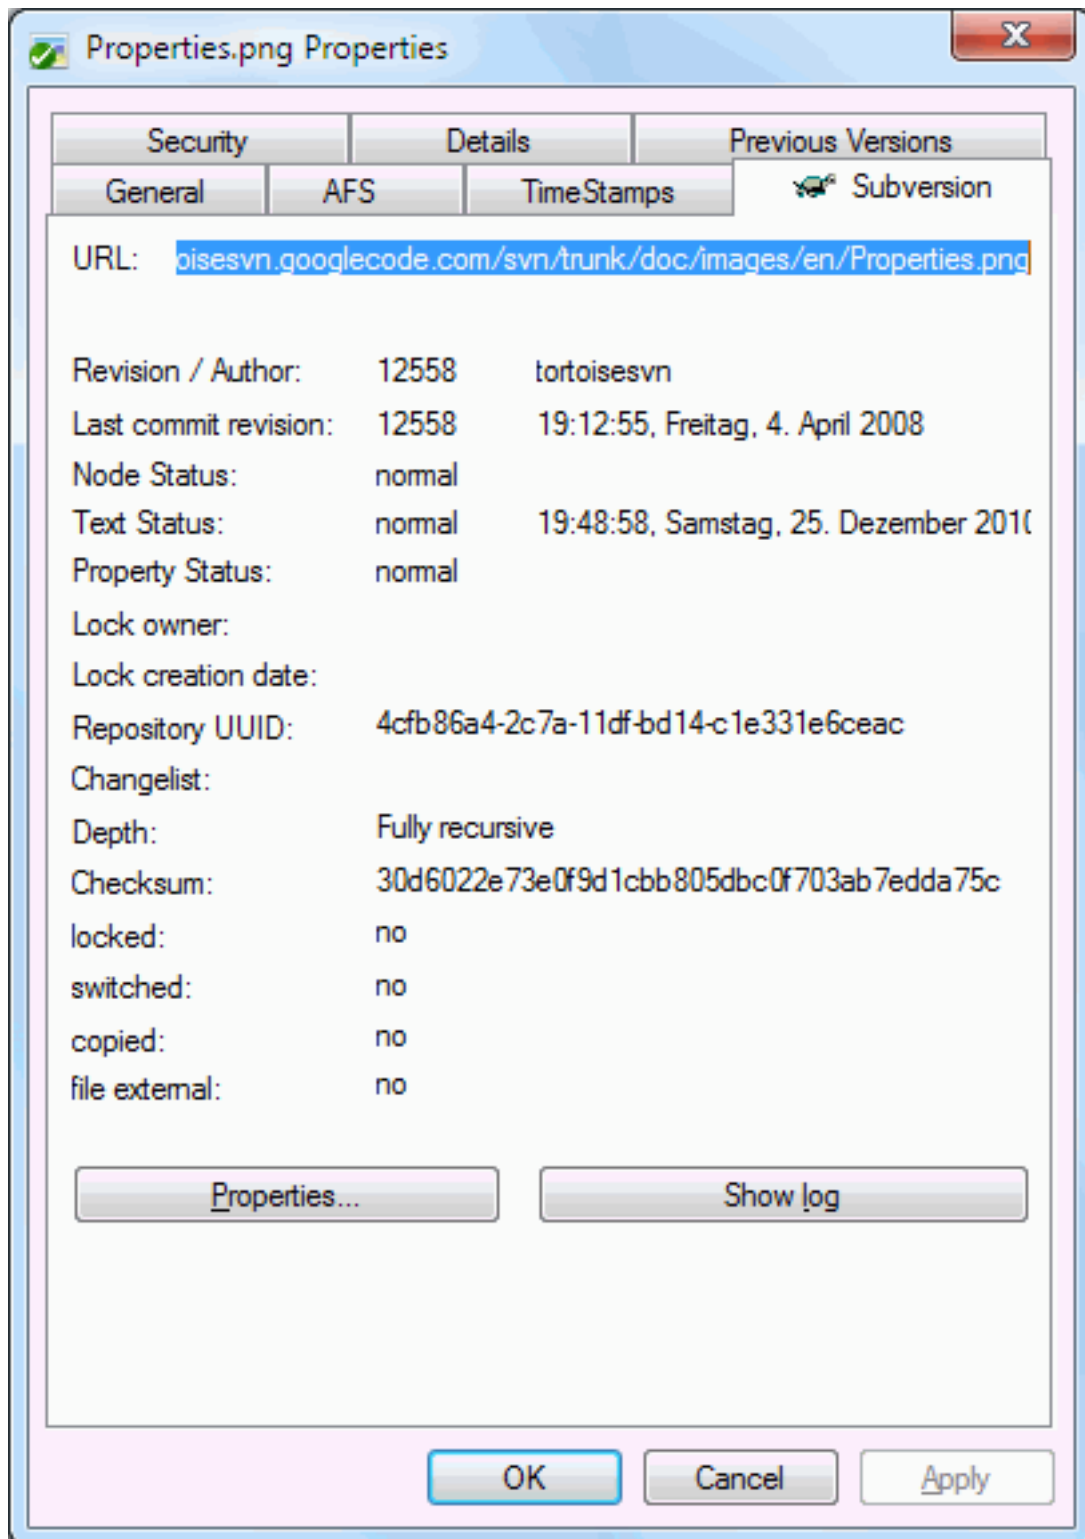 Properties.png Properties
Security Details Previous Versions
General AFS TimeStamps Subversion
URL: oisesvn.googlecode.com/svn/trunk/doc/images/en/Properties.png
Revision / Author: 12558 tortoisesvn
Last commit revision: 12558 19:12:55, Freitag, 4. April 2008
Node Status: normal
Text Status: normal 19:48:58, Samstag, 25. Dezember 2010
Property Status: normal
Lock owner:
Lock creation date:
Repository UUID: 4cfb86a4-2c7a-11df-bd14-c1e331e6ceac
Changelist:
Depth: Fully recursive
Checksum: 30d6022e73e0f9d1cbb805dbc0f703ab7edda75c
locked: no
switched: no
copied: no
file external: no
Properties... Show log
OK Cancel Apply